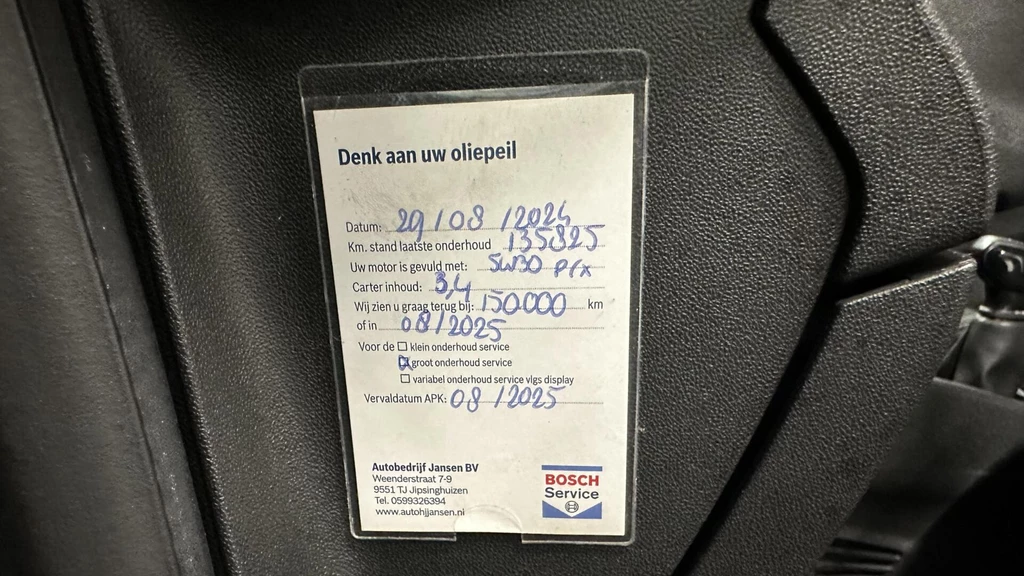 Denk aan uw oliepeil
Datum: 29/08/2024
Km. stand laatste onderhoud 135825
Uw motor is gevuld met: 5W30 Prx
Carter inhoud: 3,4
Wij zien u graag terug bij: 150.000 km
of in 08/2025
Voor de ☐ klein onderhoud service
☒ groot onderhoud service
☐ variabel onderhoud service vlgs display
Vervaldatum APK: 08/2025
Autobedrijf Jansen BV
Weenderstraat 7-9
9551 TJ Jipsinghuizen
Tel. 0599326394
www.autohjjansen.nl
BOSCH
Service